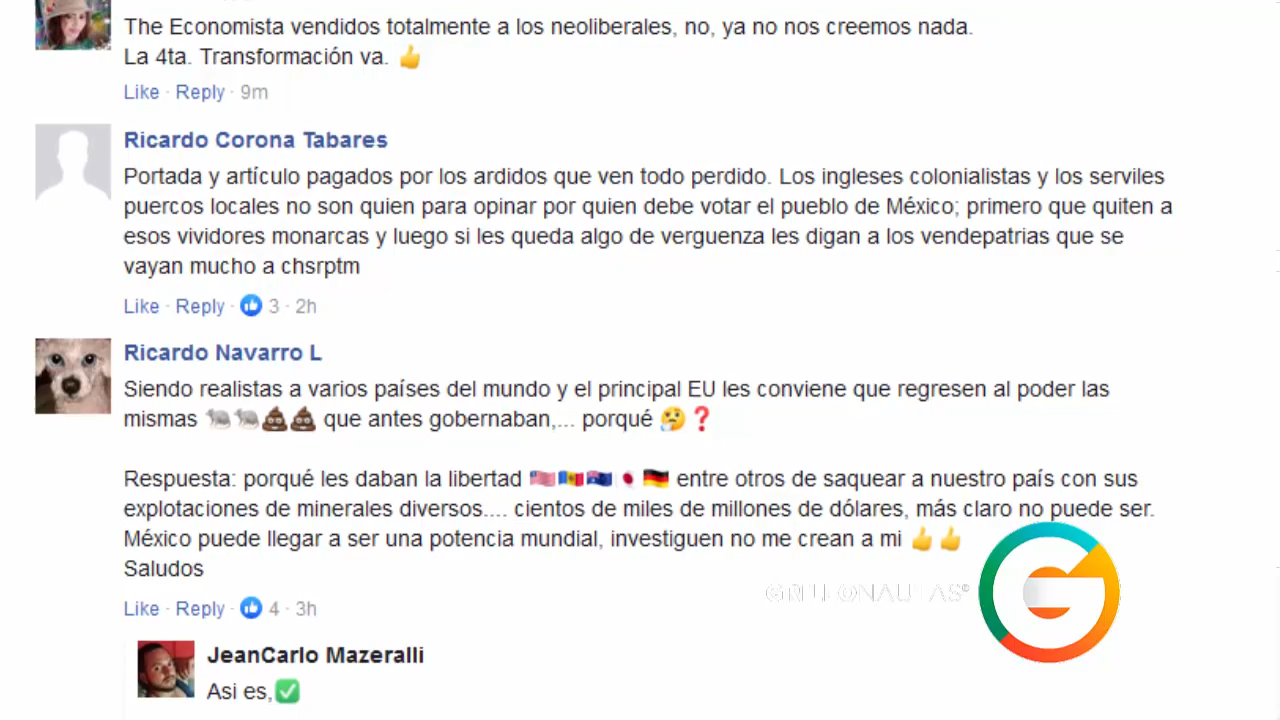 The Economista vendidos totalmente a los neoliberales, no, ya no nos creemos nada.
La 4ta. Transformación va. 👍
Like · Reply · 9m
Ricardo Corona Tabares
Portada y artículo pagados por los ardidos que ven todo perdido. Los ingleses colonialistas y los serviles
puercos locales no son quien para opinar por quien debe votar el pueblo de México; primero que quiten a
esos vividores monarcas y luego si les queda algo de verguenza les digan a los vendepatrias que se
vayan mucho a chsrptm
Like · Reply · 3 · 2h
Ricardo Navarro L
Siendo realistas a varios países del mundo y el principal EU les conviene que regresen al poder las
mismas 🐀🐀💩💩 que antes gobernaban,... porqué 🤔❓
Respuesta: porqué les daban la libertad 🇺🇸🇲🇩🇦🇺🇯🇵🇩🇪 entre otros de saquear a nuestro país con sus
explotaciones de minerales diversos.... cientos de miles de millones de dólares, más claro no puede ser.
México puede llegar a ser una potencia mundial, investiguen no me crean a mi 👍👍
Saludos
GRILLONAUTAS®
Like · Reply · 4 · 3h
JeanCarlo Mazeralli
Asi es,✅